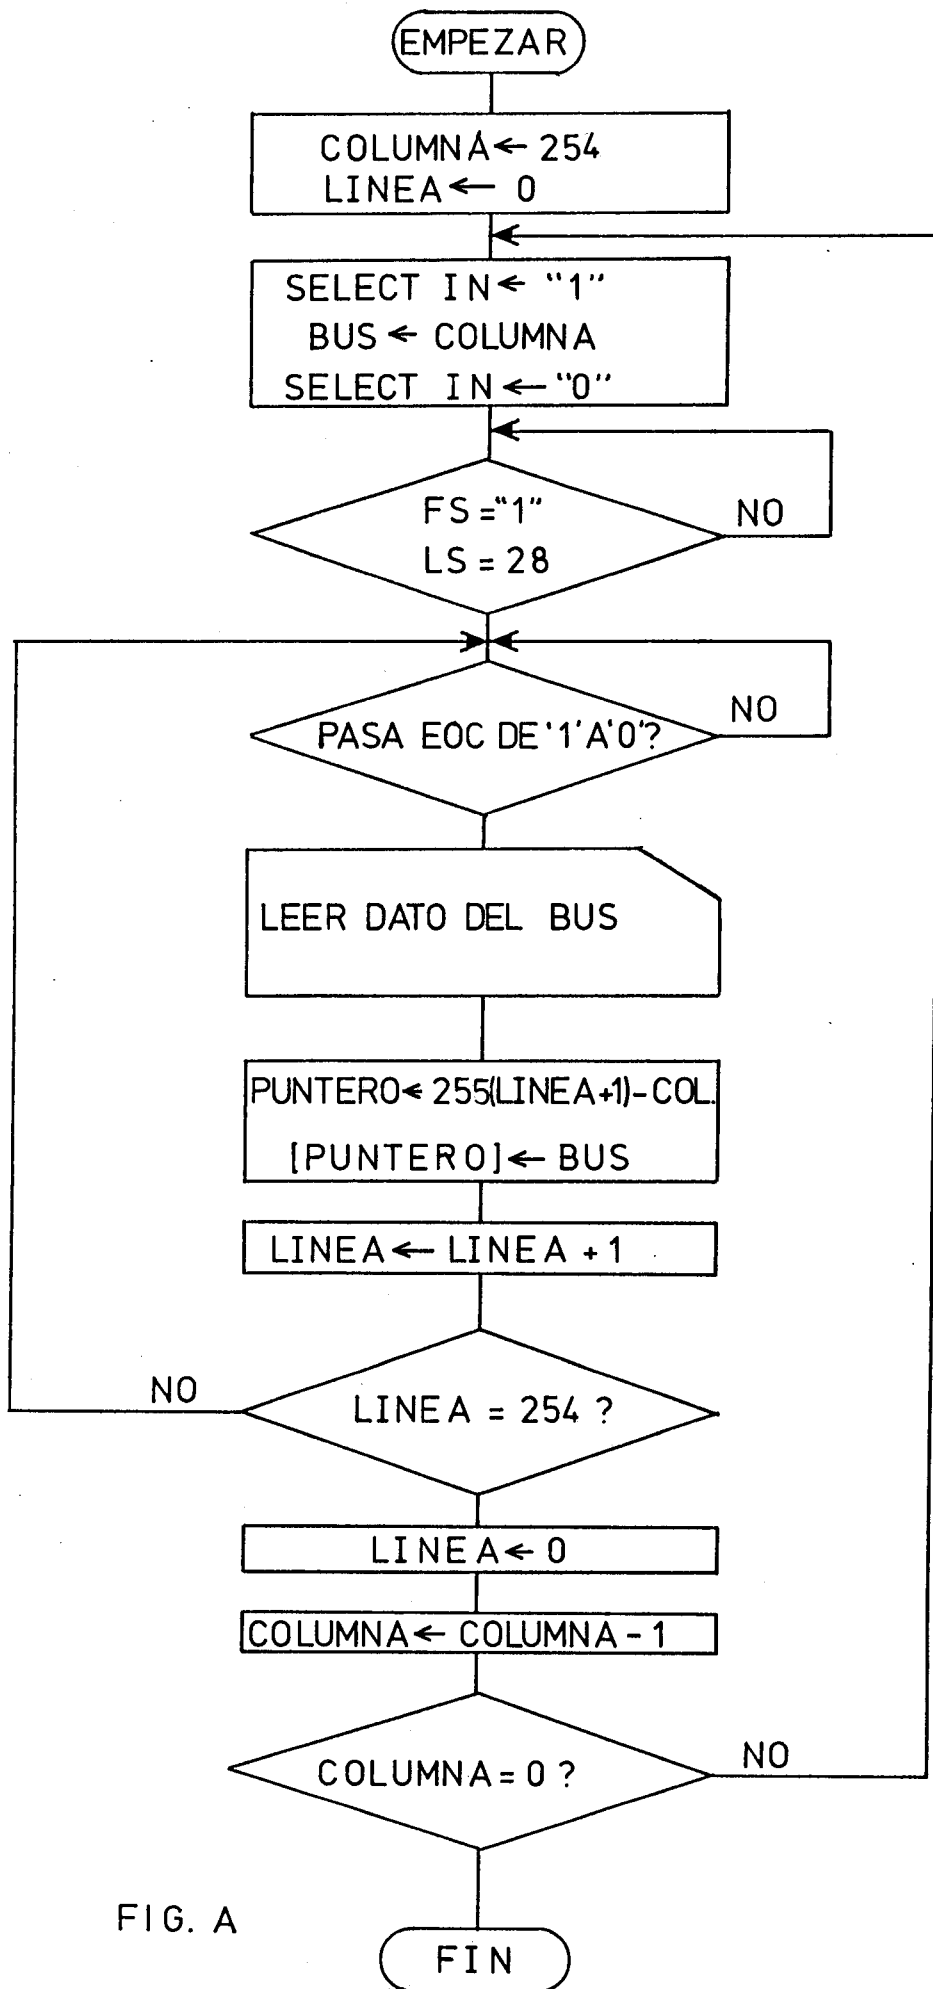 EMPEZAR
COLUMNA ← 254
LINEA ← 0
SELECT IN ← "1"
BUS ← COLUMNA
SELECT IN ← "0"
FS = "1"
LS = 28
NO
PASA EOC DE '1' A '0'?
NO
LEER DATO DEL BUS
PUNTERO ← 255(LINEA+1)-COL.
[PUNTERO] ← BUS
LINEA ← LINEA + 1
NO
LINEA = 254 ?
LINEA ← 0
COLUMNA ← COLUMNA - 1
COLUMNA = 0 ?
NO
FIG. A
FIN